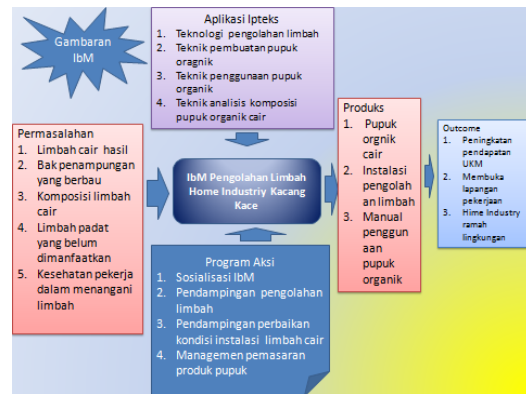 Gambaran
IbM
Aplikasi Ipteks
1. Teknologi pengolahan limbah
2. Teknik pembuatan pupuk
oragnik
3. Teknik penggunaan pupuk
organik
4. Teknik analisis komposisi
pupuk organik cair
Permasalahan
1. Limbah cair hasil
2. Bak penampungan
yang berbau
3. Komposisi limbah
cair
4. Limbah padat
yang belum
dimanfaatkan
5. Kesehatan pekerja
dalam menangani
limbah
IbM Pengolahan Limbah
Home Industriy Kacang
Kace
Program Aksi
1. Sosialisasi IbM
2. Pendampingan pengolahan
limbah
3. Pendampingan perbaikan
kondisi instalasi limbah cair
4. Managemen pemasaran
produk pupuk
Produks
1. Pupuk
orgnik
cair
2. Instalasi
pengolah
an limbah
3. Manual
penggun
aan
pupuk
organik
Outcome
1. Peningkatan
pendapatan
UKM
2. Membuka
lapangan
pekerjaan
3. Hime Industry
ramah
lingkungan